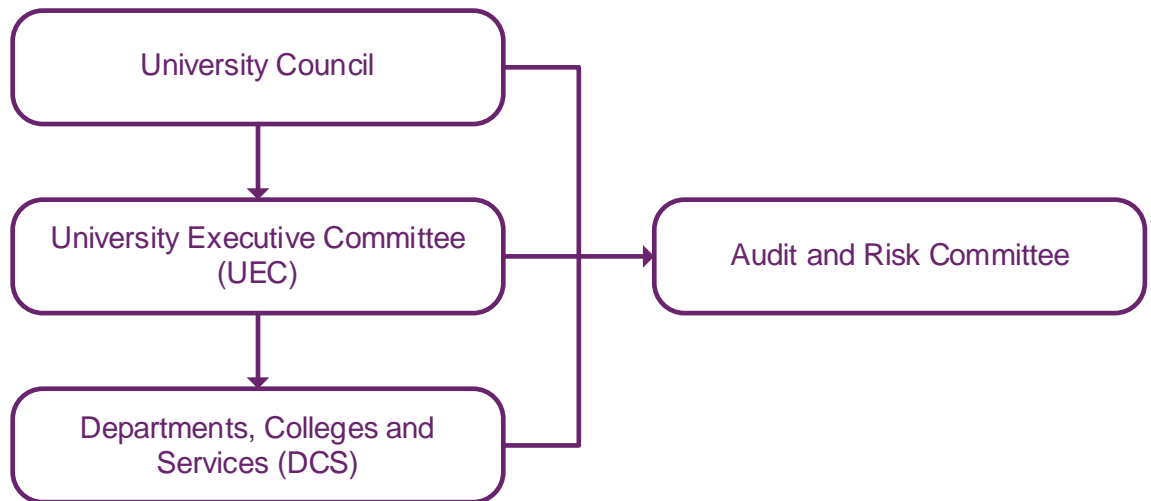 University Council
University Executive Committee
(UEC)
Audit and Risk Committee
Departments, Colleges and
Services (DCS)